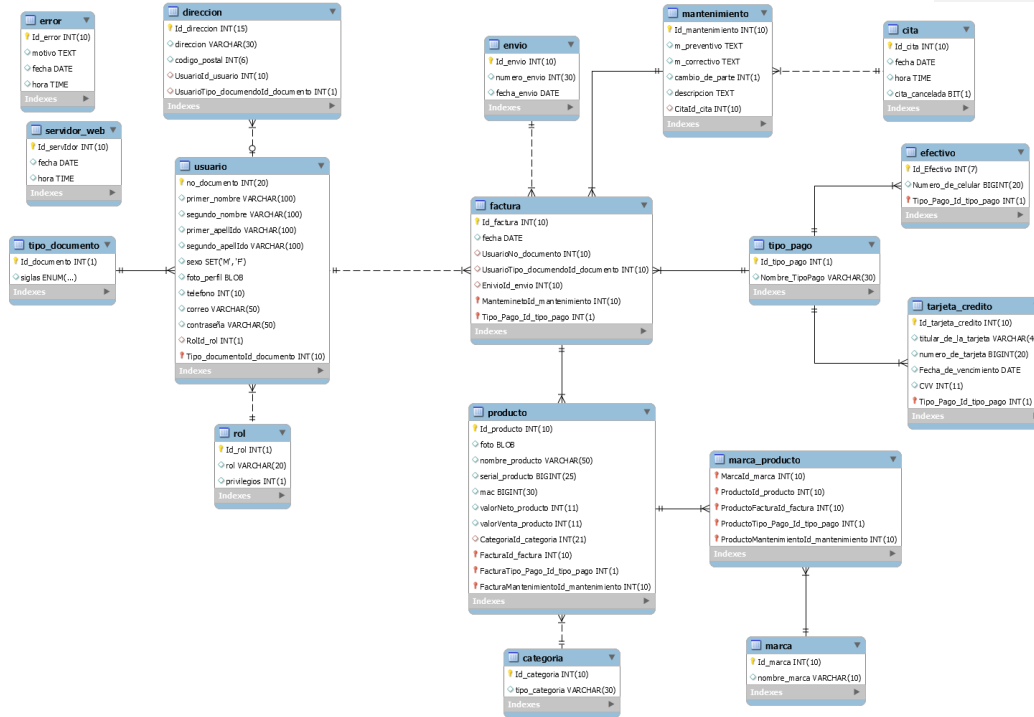 error
Id_error INT(10)
motivo TEXT
fecha DATE
hora TIME
Indexes
servidor_web
Id_servidor INT(10)
fecha DATE
hora TIME
Indexes
direccion
Id_direccion INT(15)
direccion VARCHAR(30)
codigo_postal INT(6)
UsuarioId_usuario INT(10)
UsuarioTipo_documendoId_documento INT(1)
Indexes
tipo_documento
Id_documento INT(1)
siglas ENUM(...)
Indexes
usuario
no_documento INT(20)
primer_nombre VARCHAR(100)
segundo_nombre VARCHAR(100)
primer_apellido VARCHAR(100)
segundo_apellido VARCHAR(100)
sexo SET('M', 'F')
foto_perfil BLOB
telefono INT(10)
correo VARCHAR(50)
contraseña VARCHAR(50)
RolId_rol INT(1)
Tipo_documentoId_documento INT(10)
Indexes
rol
Id_rol INT(1)
rol VARCHAR(20)
privilegios INT(1)
Indexes
envio
Id_envio INT(10)
numero_envio INT(30)
fecha_envio DATE
Indexes
mantenimiento
Id_mantenimiento INT(10)
m_preventivo TEXT
m_correctivo TEXT
cambio_de_parte INT(1)
descripcion TEXT
CitaId_cita INT(10)
Indexes
cita
Id_cita INT(10)
fecha DATE
hora TIME
cita_cancelada BIT(1)
Indexes
factura
Id_factura INT(10)
fecha DATE
UsuarioNo_documento INT(10)
UsuarioTipo_documendoId_documento INT(10)
EnivioId_envio INT(10)
ManteminetoId_mantenimiento INT(10)
Tipo_Pago_Id_tipo_pago INT(1)
Indexes
tipo_pago
Id_tipo_pago INT(1)
Nombre_TipoPago VARCHAR(30)
Indexes
efectivo
Id_Efectivo INT(7)
Numero_de_celular BIGINT(20)
Tipo_Pago_Id_tipo_pago INT(1)
Indexes
tarjeta_credito
Id_tarjeta_credito INT(10)
titular_de_la_tarjeta VARCHAR(4
numero_de_tarjeta BIGINT(20)
Fecha_de_vencimiento DATE
CVV INT(11)
Tipo_Pago_Id_tipo_pago INT(1)
Indexes
producto
Id_producto INT(10)
foto BLOB
nombre_producto VARCHAR(50)
serial_producto BIGINT(25)
mac BIGINT(30)
valorNeto_producto INT(11)
valorVenta_producto INT(11)
CategoriaId_categoria INT(21)
FacturaId_factura INT(10)
FacturaTipo_Pago_Id_tipo_pago INT(1)
FacturaMantenimientoId_mantenimiento INT(10)
Indexes
marca_producto
MarcaId_marca INT(10)
ProductoId_producto INT(10)
ProductoFacturaId_factura INT(10)
ProductoTipo_Pago_Id_tipo_pago INT(1)
ProductoMantenimientoId_mantenimiento INT(10)
Indexes
categoria
Id_categoria INT(10)
tipo_categoria VARCHAR(30)
Indexes
marca
Id_marca INT(10)
nombre_marca VARCHAR(10)
Indexes